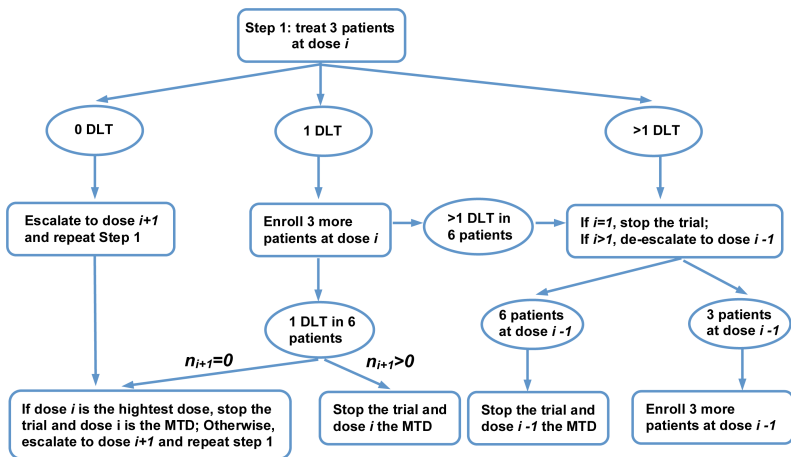 Step 1: treat 3 patients
at dose i
0 DLT
1 DLT
>1 DLT
Escalate to dose i+1
and repeat Step 1
Enroll 3 more
patients at dose i
>1 DLT in
6 patients
If i=1, stop the trial;
If i>1, de-escalate to dose i -1
1 DLT in 6
patients
6 patients
at dose i -1
3 patients
at dose i -1
n_{i+1}=0
n_{i+1}>0
If dose i is the highest dose, stop the
trial and dose i is the MTD; Otherwise,
escalate to dose i+1 and repeat step 1
Stop the trial and
dose i the MTD
Stop the trial and
dose i -1 the MTD
Enroll 3 more
patients at dose i -1